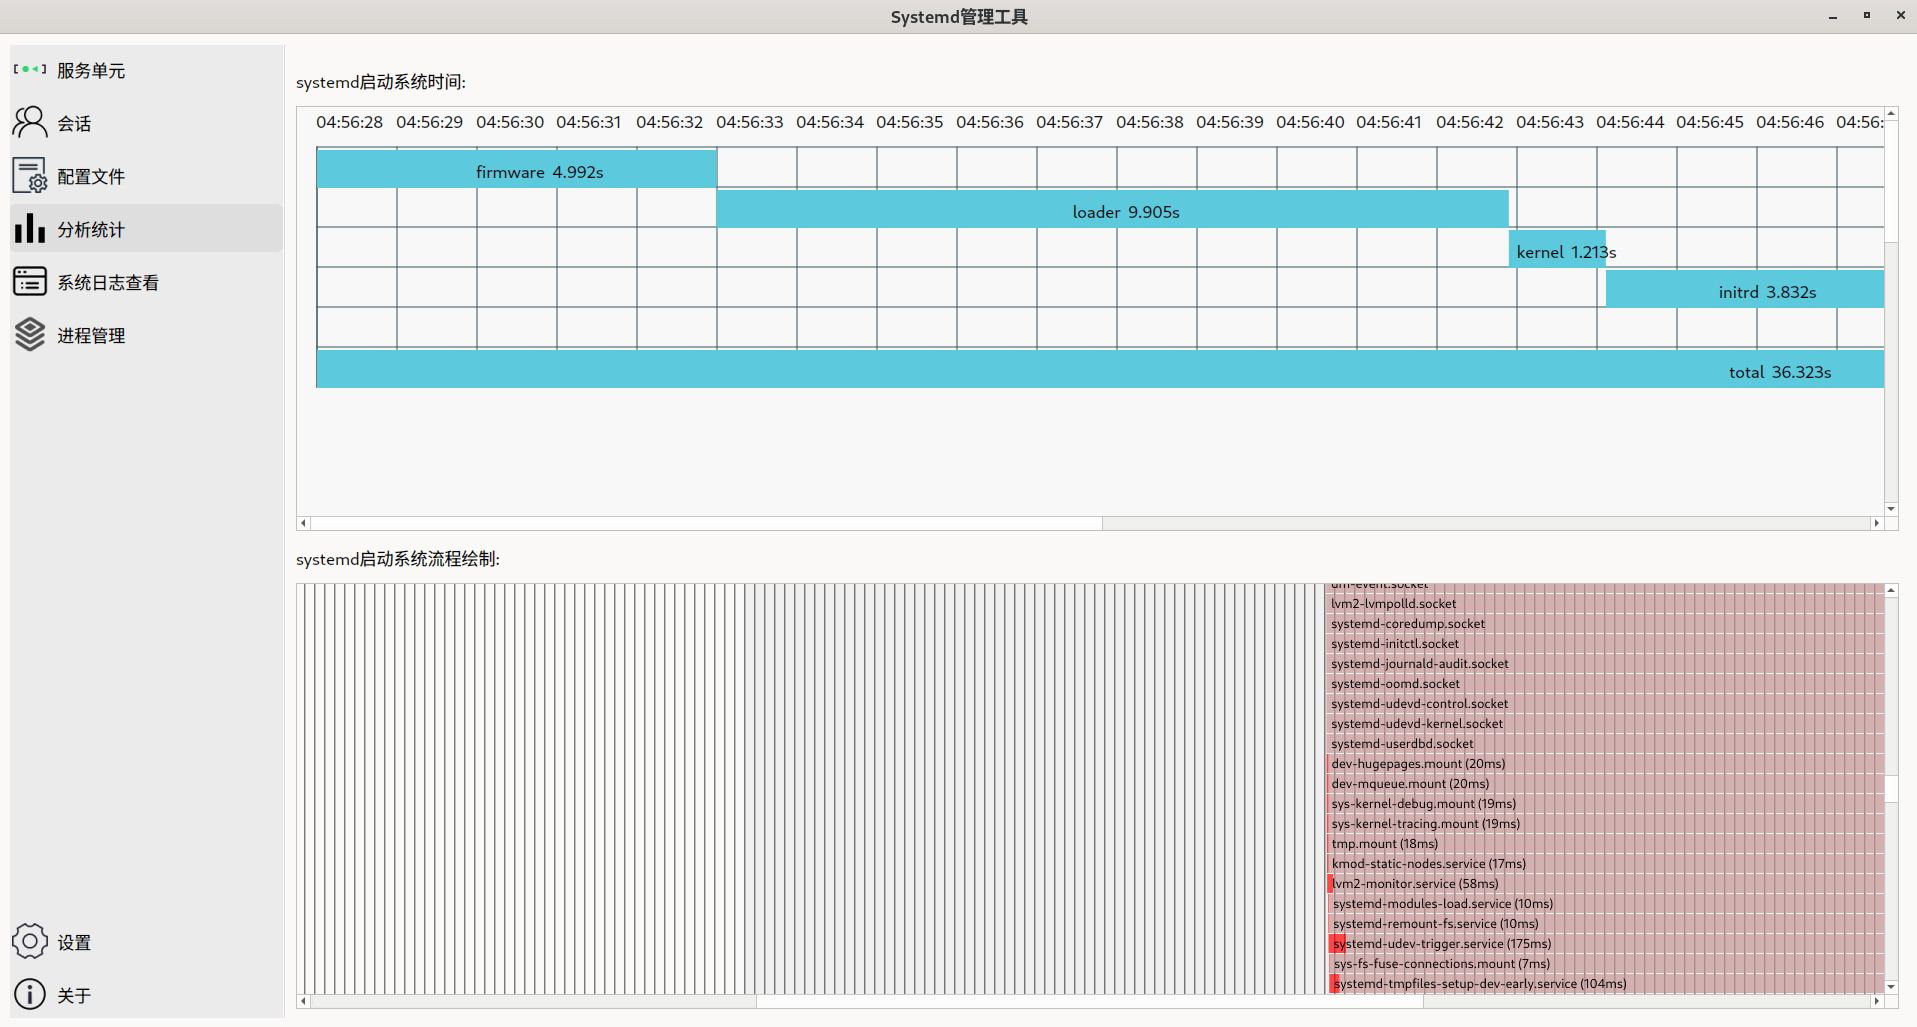 Systemd管理工具
服务单元
会话
配置文件
分析统计
系统日志查看
进程管理
设置
关于
systemd启动系统时间:
04:56:28 04:56:29 04:56:30 04:56:31 04:56:32 04:56:33 04:56:34 04:56:35 04:56:36 04:56:37 04:56:38 04:56:39 04:56:40 04:56:41 04:56:42 04:56:43 04:56:44 04:56:45 04:56:46 04:56:
firmware 4.992s
loader 9.905s
kernel 1.213s
initrd 3.832s
total 36.323s
systemd启动系统流程绘制:
dm-event.socket
lvm2-lvmpolld.socket
systemd-coredump.socket
systemd-initctl.socket
systemd-journald-audit.socket
systemd-oomd.socket
systemd-udevd-control.socket
systemd-udevd-kernel.socket
systemd-userdbd.socket
dev-hugepages.mount (20ms)
dev-mqueue.mount (20ms)
sys-kernel-debug.mount (19ms)
sys-kernel-tracing.mount (19ms)
tmp.mount (18ms)
kmod-static-nodes.service (17ms)
lvm2-monitor.service (58ms)
systemd-modules-load.service (10ms)
systemd-remount-fs.service (10ms)
systemd-udev-trigger.service (175ms)
sys-fs-fuse-connections.mount (7ms)
systemd-tmpfiles-setup-dev-early.service (104ms)